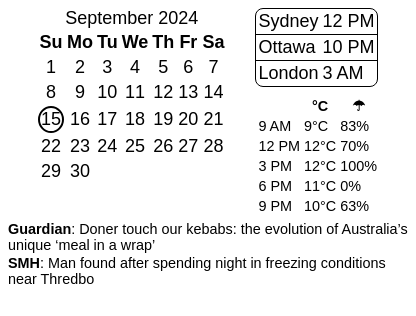 September 2024
Su Mo Tu We Th Fr Sa
1 2 3 4 5 6 7
8 9 10 11 12 13 14
15 16 17 18 19 20 21
22 23 24 25 26 27 28
29 30
Sydney 12 PM
Ottawa 10 PM
London 3 AM
°C ☂
9 AM 9°C 83%
12 PM 12°C 70%
3 PM 12°C 100%
6 PM 11°C 0%
9 PM 10°C 63%
Guardian: Doner touch our kebabs: the evolution of Australia’s
unique ‘meal in a wrap’
SMH: Man found after spending night in freezing conditions
near Thredbo